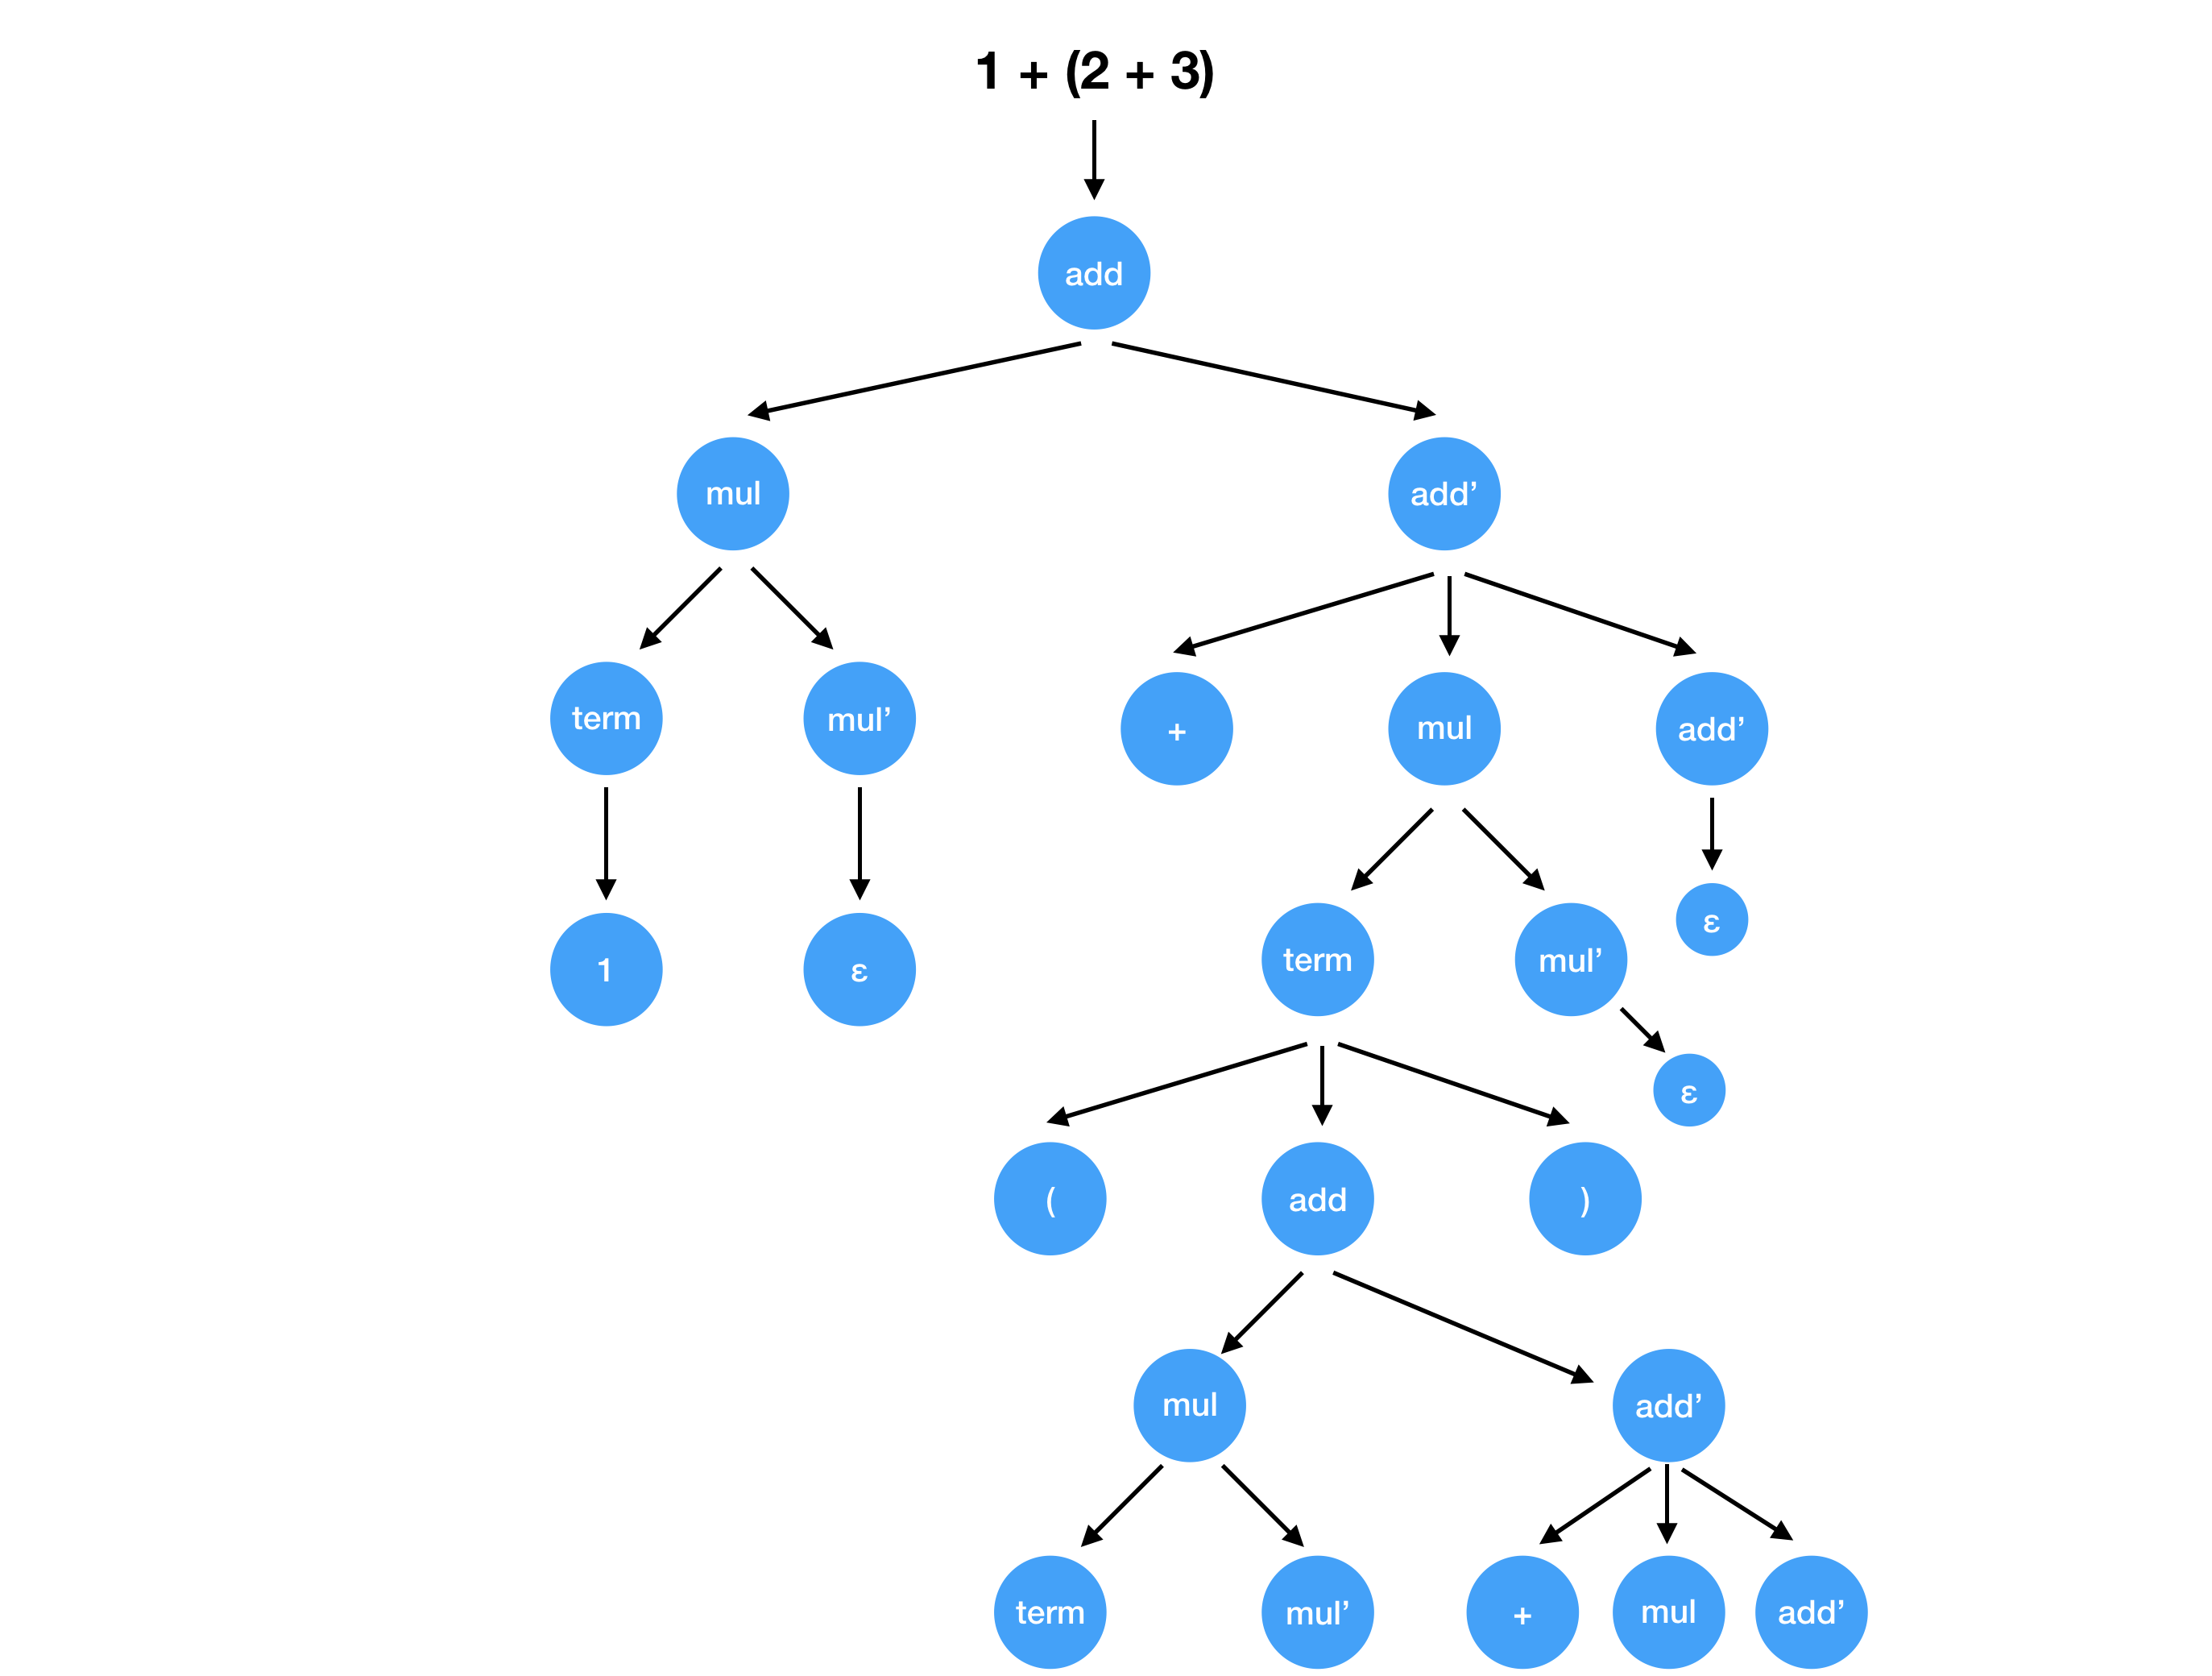 1 + (2 + 3)
add
mul add’
term mul’ + mul add’
1 ε term mul’ ε
ε
( add )
mul add’
term mul’ + mul add’